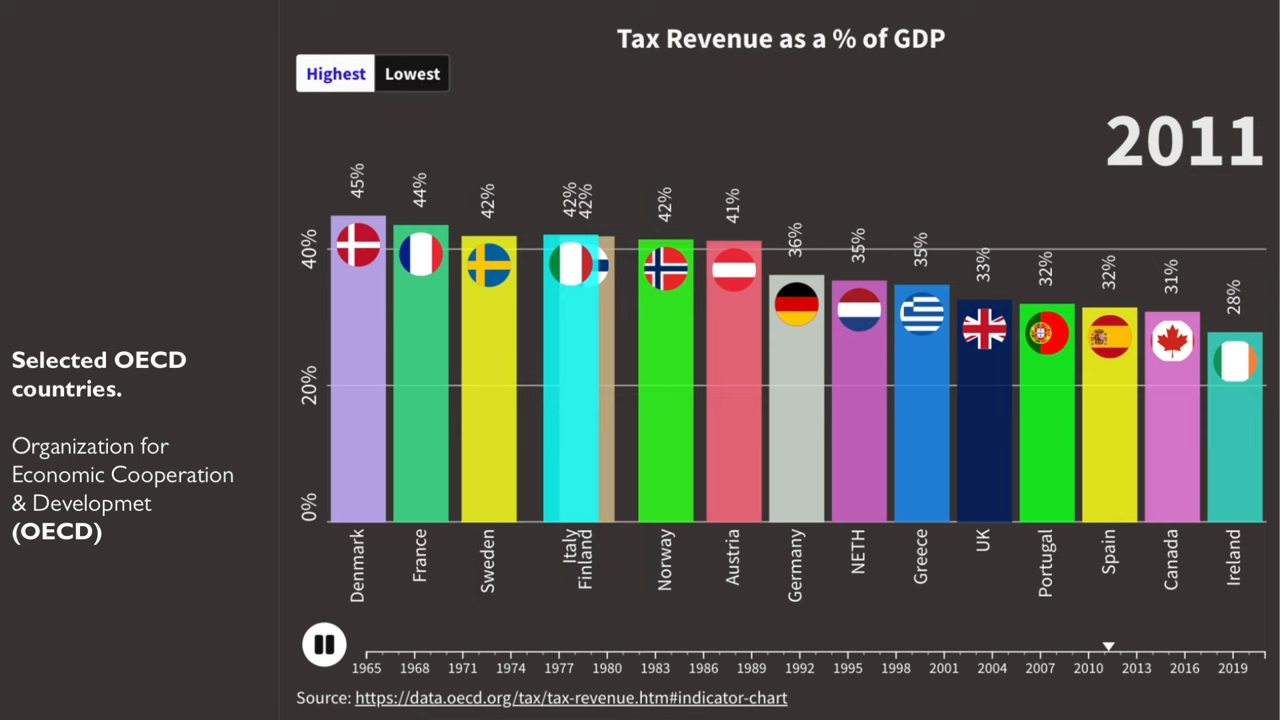 Tax Revenue as a % of GDP
Highest Lowest
2011
45%
44%
42%
42%
42%
42%
41%
36%
35%
35%
33%
32%
32%
31%
28%
40%
20%
0%
Selected OECD
countries.
Organization for
Economic Cooperation
& Developmet
(OECD)
Denmark
France
Sweden
Italy
Finland
Norway
Austria
Germany
NETH
Greece
UK
Portugal
Spain
Canada
Ireland
1965 1968 1971 1974 1977 1980 1983 1986 1989 1992 1995 1998 2001 2004 2007 2010 2013 2016 2019
Source: https://data.oecd.org/tax/tax-revenue.htm#indicator-chart